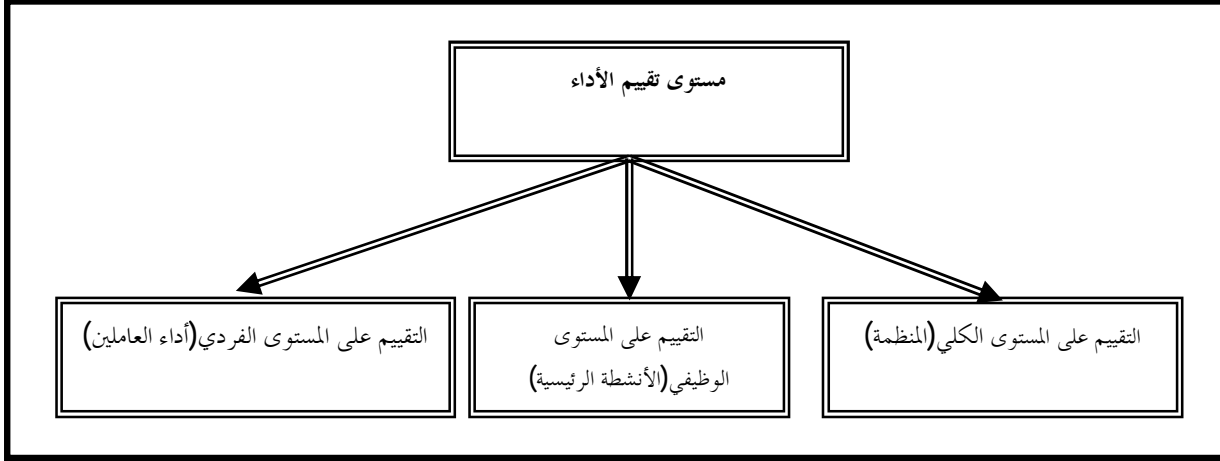 مستوى تقييم الأداء
التقييم على المستوى الكلي(المنظمة)
التقييم على المستوى
الوظيفي(الأنشطة الرئيسية)
التقييم على المستوى الفردي(أداء العاملين)